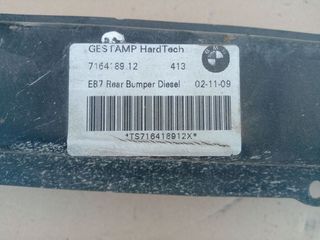 GESTAMP HardTech
7164189.12 413
E87 Rear Bumper Diesel 02-11-09
*TS716418912X*